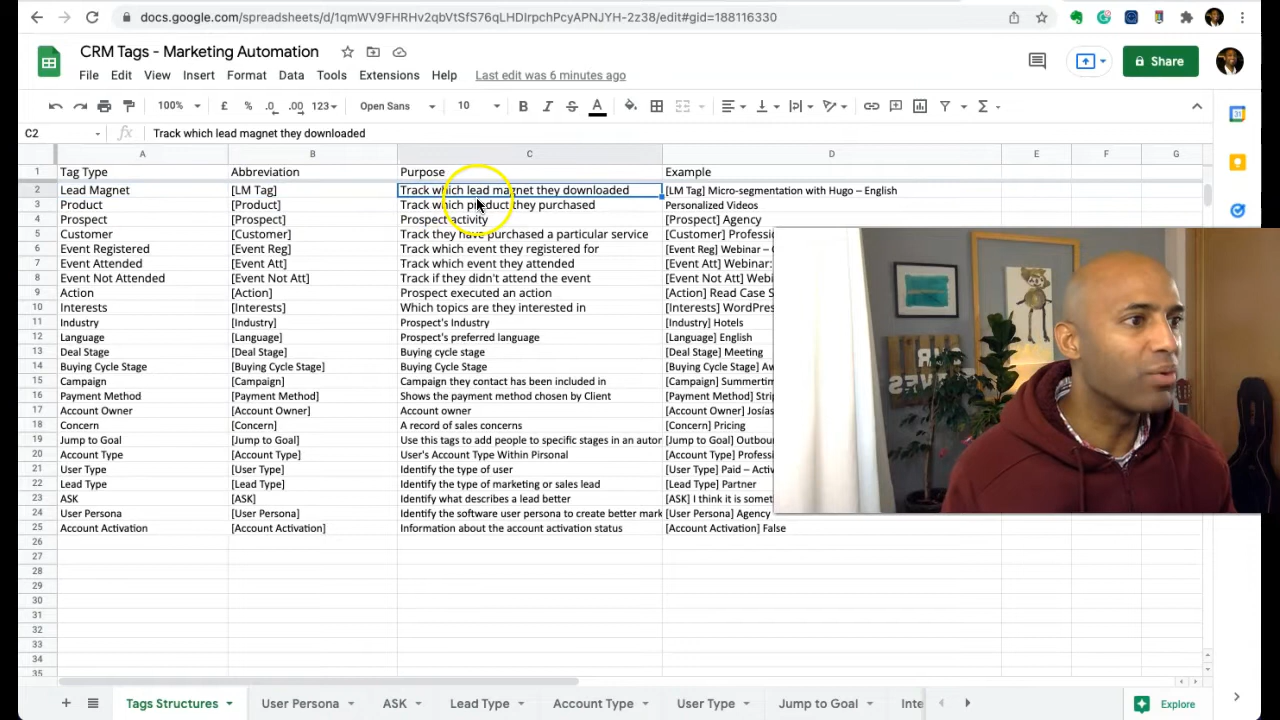 docs.google.com/spreadsheets/d/1qmWV9FHRHv2qbVtSfS76qLHDIrpchPcyAPNJYH-2z38/edit#gid=188116330
CRM Tags - Marketing Automation
File Edit View Insert Format Data Tools Extensions Help Last edit was 6 minutes ago
Share
100% £ % .0 .00 123 Open Sans 10 B I S A
C2 fx Track which lead magnet they downloaded
A B C D E F G
1 Tag Type Abbreviation Purpose Example
2 Lead Magnet [LM Tag] Track which lead magnet they downloaded [LM Tag] Micro-segmentation with Hugo – English
3 Product [Product] Track which product they purchased Personalized Videos
4 Prospect [Prospect] Prospect activity [Prospect] Agency
5 Customer [Customer] Track they have purchased a particular service [Customer] Professi
6 Event Registered [Event Reg] Track which event they registered for [Event Reg] Webinar –
7 Event Attended [Event Att] Track which event they attended [Event Att] Webinar:
8 Event Not Attended [Event Not Att] Track if they didn't attend the event [Event Not Att] Webi
9 Action [Action] Prospect executed an action [Action] Read Case S
10 Interests [Interests] Which topics are they interested in [Interests] WordPres
11 Industry [Industry] Prospect's Industry [Industry] Hotels
12 Language [Language] Prospect's preferred language [Language] English
13 Deal Stage [Deal Stage] Buying cycle stage [Deal Stage] Meeting
14 Buying Cycle Stage [Buying Cycle Stage] Buying cycle stage [Buying Cycle Stage] Aw
15 Campaign [Campaign] Campaign they contact has been included in [Campaign] Summertim
16 Payment Method [Payment Method] Shows the payment method chosen by Client [Payment Method] Strip
17 Account Owner [Account Owner] Account owner [Account Owner] Josías
18 Concern [Concern] A record of sales concerns [Concern] Pricing
19 Jump to Goal [Jump to Goal] Use this tags to add people to specific stages in an autor [Jump to Goal] Outbou
20 Account Type [Account Type] User's Account Type Within Pirsonal [Account Type] Profess
21 User Type [User Type] Identify the type of user [User Type] Paid – Activ
22 Lead Type [Lead Type] Identify the type of marketing or sales lead [Lead Type] Partner
23 ASK [ASK] Identify what describes a lead better [ASK] I think it is somet
24 User Persona [User Persona] Identify the software user persona to create better mark [User Persona] Agency
25 Account Activation [Account Activation] Information about the account activation status [Account Activation] False
26
27
28
29
30
31
32
33
34
35
Tags Structures User Persona ASK Lead Type Account Type User Type Jump to Goal Inte Explore